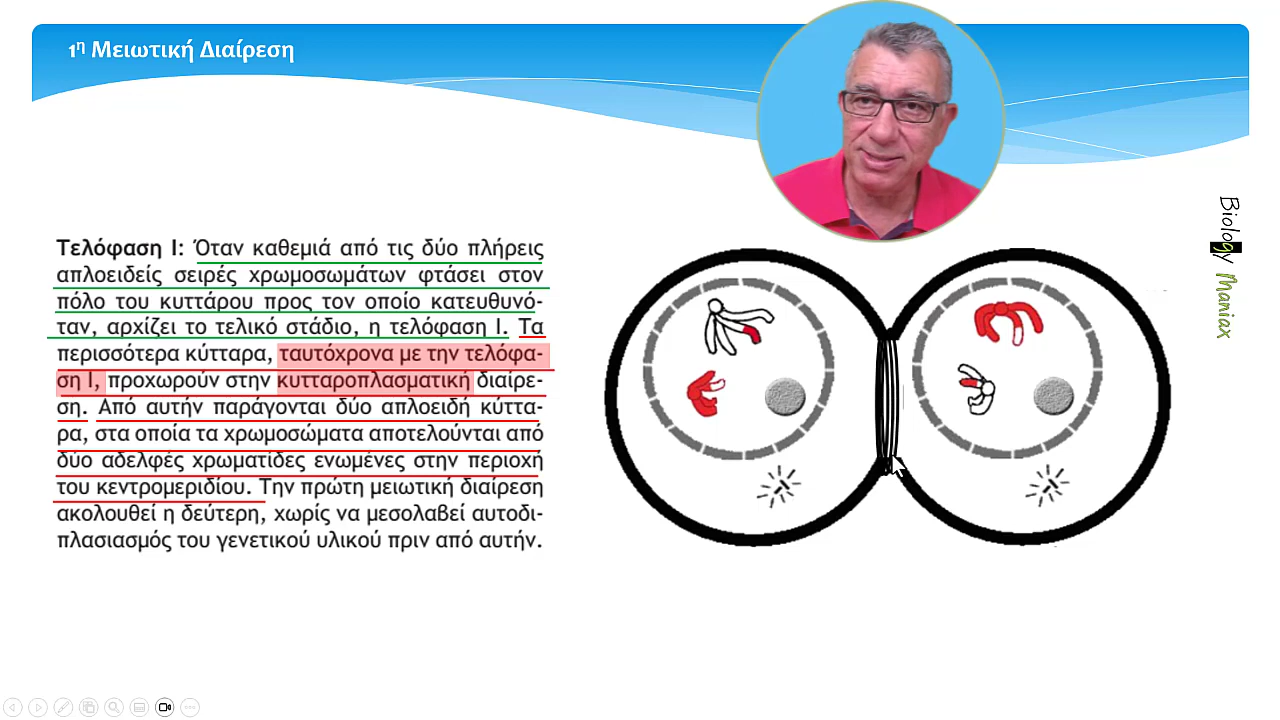 1η Μειωτική Διαίρεση
Τελόφαση Ι: Όταν καθεμιά από τις δύο πλήρεις
απλοειδείς σειρές χρωμοσωμάτων φτάσει στον
πόλο του κυττάρου προς τον οποίο κατευθυνό-
ταν, αρχίζει το τελικό στάδιο, η τελόφαση Ι. Τα
περισσότερα κύτταρα, ταυτόχρονα με την τελόφα-
ση Ι, προχωρούν στην κυτταροπλασματική διαίρε-
ση. Από αυτήν παράγονται δύο απλοειδή κύττα-
ρα, στα οποία τα χρωμοσώματα αποτελούνται από
δύο αδελφές χρωματίδες ενωμένες στην περιοχή
του κεντρομεριδίου. Την πρώτη μειωτική διαίρεση
ακολουθεί η δεύτερη, χωρίς να μεσολαβεί αυτοδι-
πλασιασμός του γενετικού υλικού πριν από αυτήν.
Biology Maniax